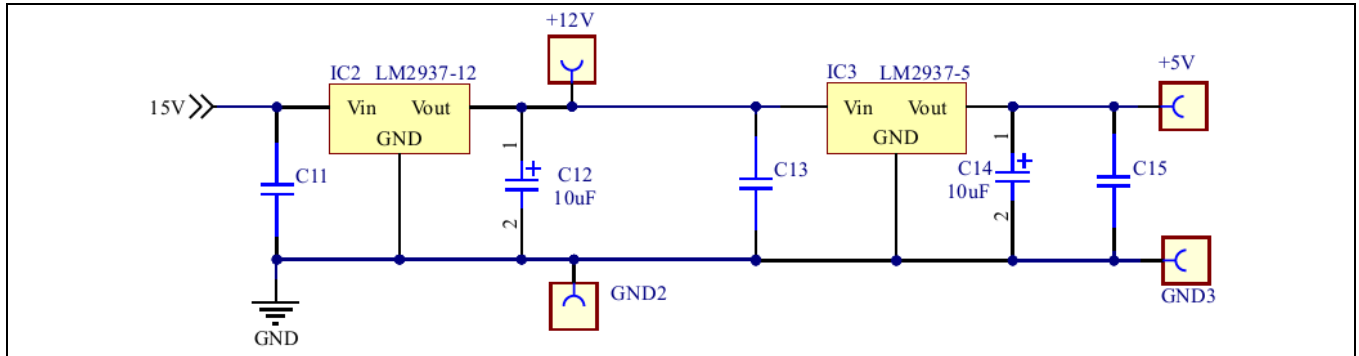 +12V
IC2 LM2937-12
IC3 LM2937-5
+5V
15V
Vin Vout
GND
Vin Vout
GND
1
1
C11
C12
10uF
C13
C14
10uF
C15
2
2
GND2
GND3
GND